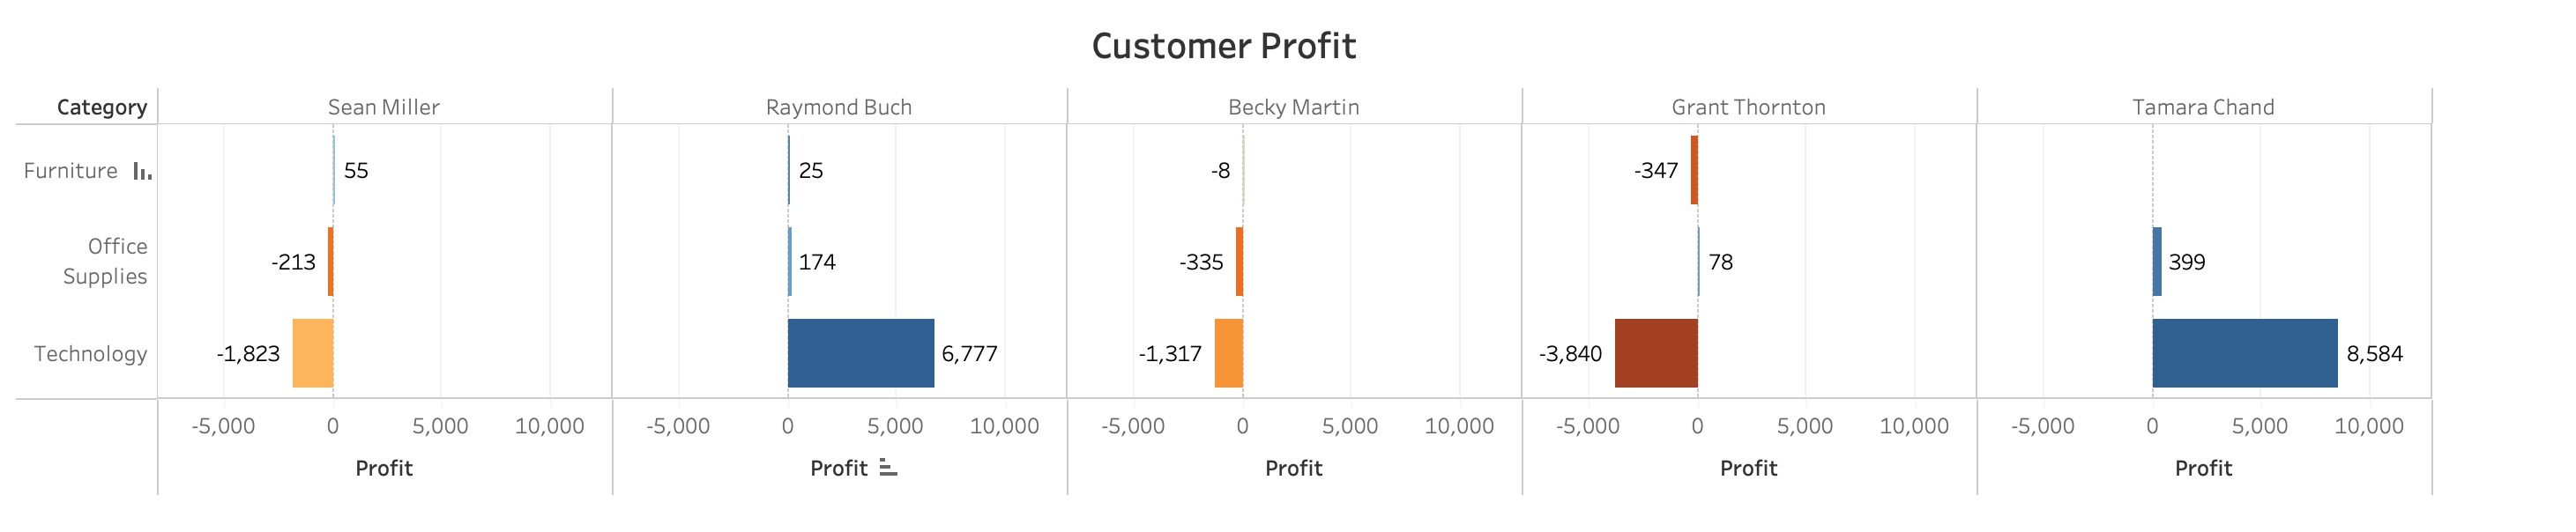 Customer Profit
Category Sean Miller Raymond Buch Becky Martin Grant Thornton Tamara Chand
Furniture 55 25 -8 -347
Office
Supplies -213 174 -335 78 399
Technology -1,823 6,777 -1,317 -3,840 8,584
-5,000 0 5,000 10,000 -5,000 0 5,000 10,000 -5,000 0 5,000 10,000 -5,000 0 5,000 10,000 -5,000 0 5,000 10,000
Profit Profit Profit Profit Profit